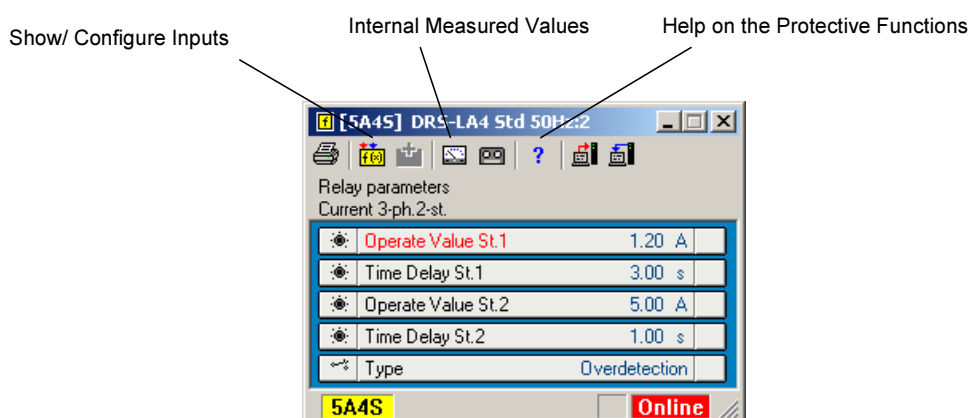 Show/ Configure Inputs
Internal Measured Values
Help on the Protective Functions
[5A4S] DRS-LA4 Std 50Hz:2
f(x)
?
Relay parameters
Current 3-ph.2-st.
Operate Value St.1 1.20 A
Time Delay St.1 3.00 s
Operate Value St.2 5.00 A
Time Delay St.2 1.00 s
Type Overdetection
5A4S Online